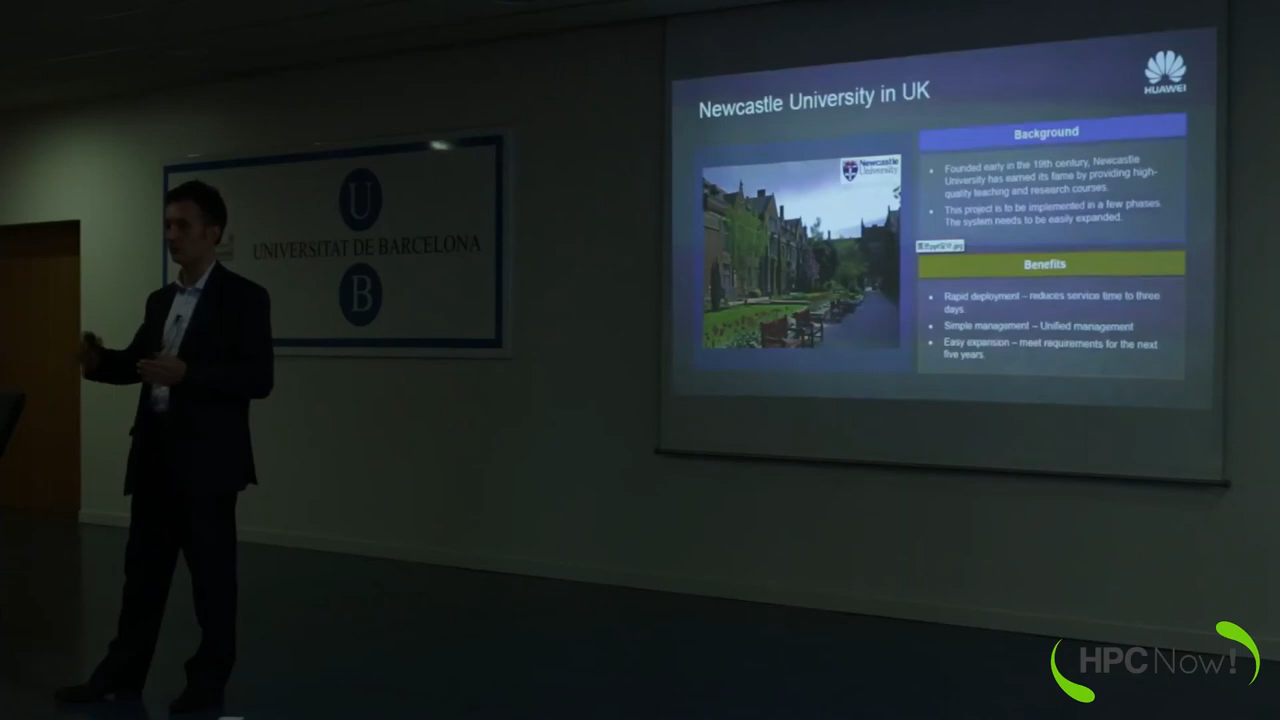 Newcastle University in UK
HUAWEI
Background
Newcastle
University
• Founded early in the 19th century, Newcastle
University has earned its fame by providing high-
quality teaching and research courses.
• This project is to be implemented in a few phases.
The system needs to be easily expanded.
Benefits
• Rapid deployment – reduces service time to three
days.
• Simple management – Unified management
• Easy expansion – meet requirements for the next
five years.
U
UNIVERSITAT DE BARCELONA
B
HPCNow!